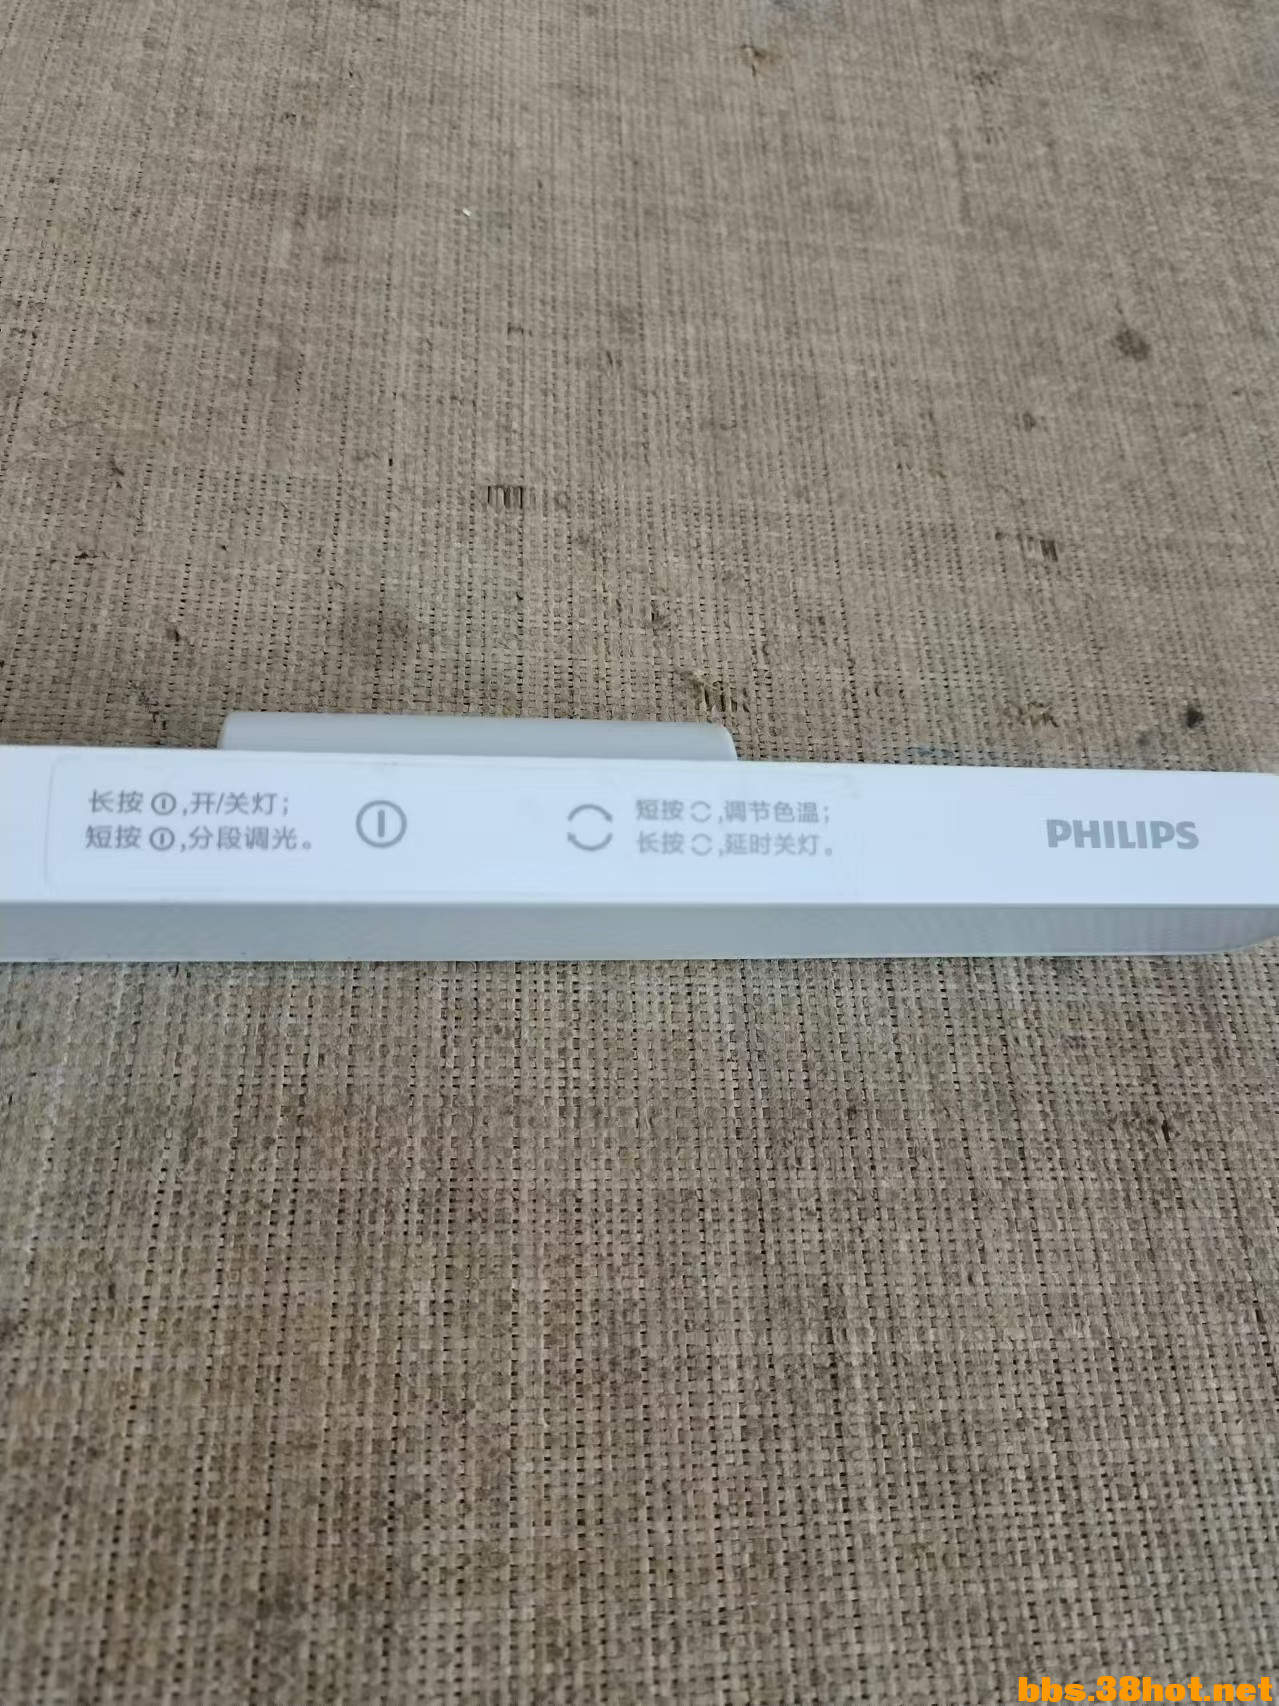 长按⏼,开/关灯;
短按⏼,分段调光。
短按◌,调节色温;
长按◌,延时关灯。
PHILIPS
bbs.38hot.net